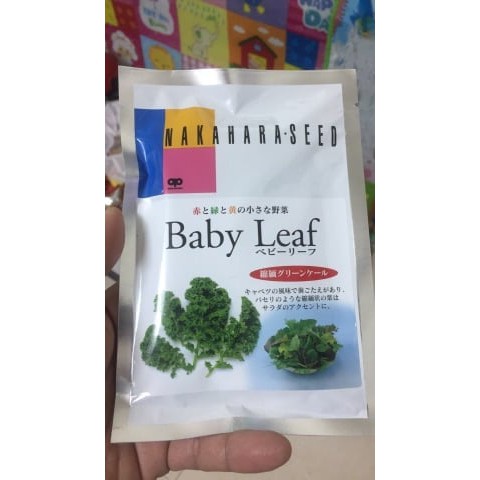 NAKAHARA·SEED
赤と緑と黄の小さな野菜
Baby Leaf
ベビーリーフ
縮緬グリーンケール
キャベツの風味で歯ごたえがあり、
パセリのような縮緬状の葉は
サラダのアクセントに。